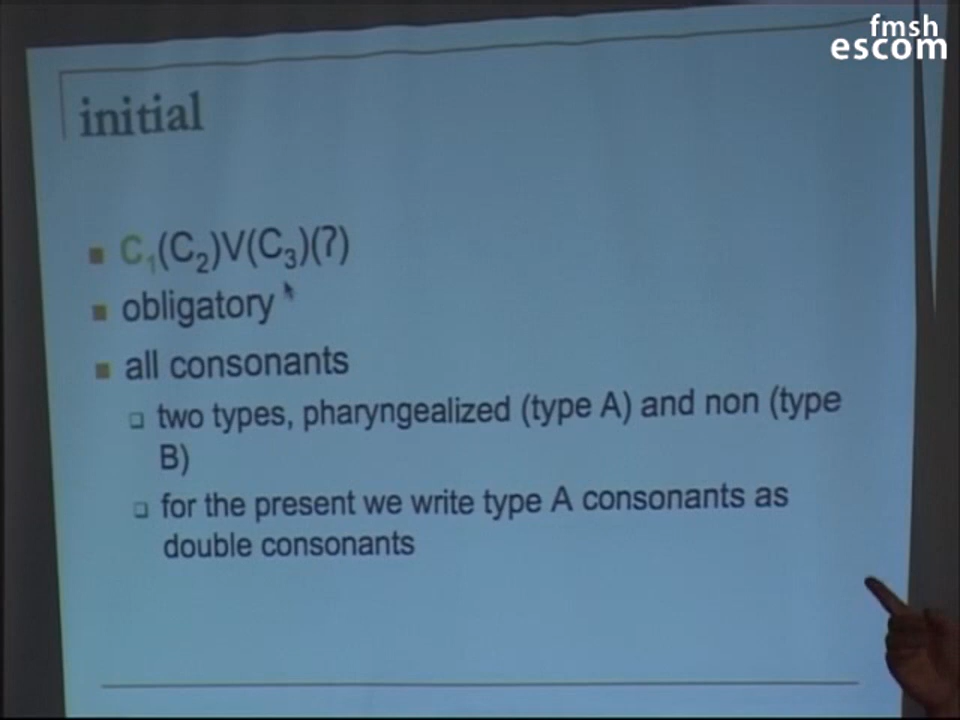 fmsh
escom
initial
C₁(C₂)V(C₃)(?)
obligatory
all consonants
two types, pharyngealized (type A) and non (type
B)
for the present we write type A consonants as
double consonants